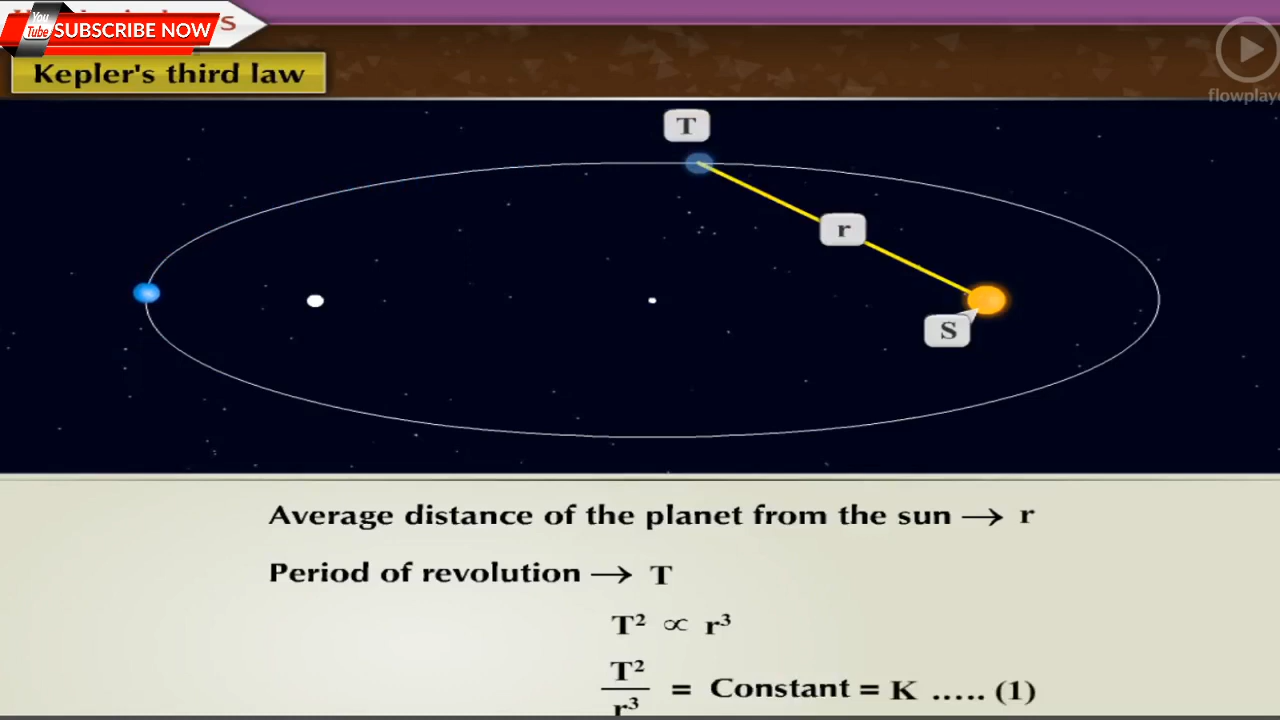 You
Tube
SUBSCRIBE NOW
S
Kepler's third law
flowplaye
T
r
S
Average distance of the planet from the sun → r
Period of revolution → T
T² ∝ r³
T²/r³ = Constant = K ..... (1)